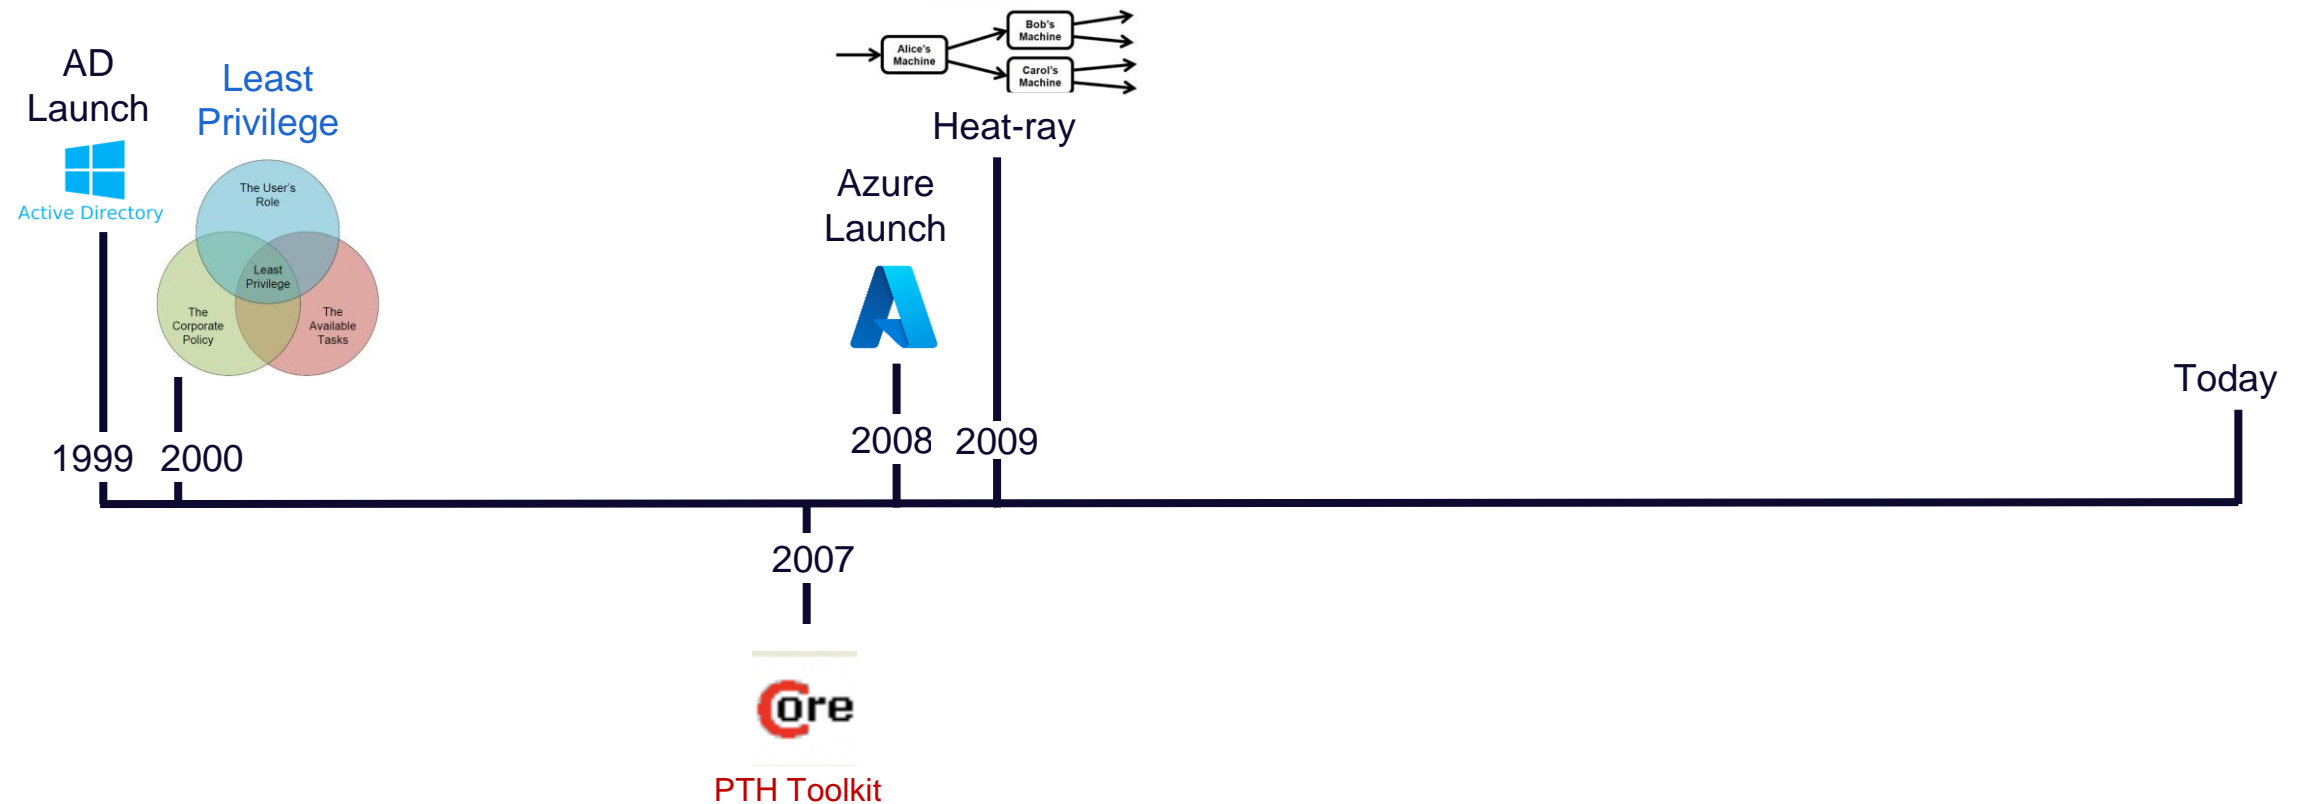 AD
Launch
Active Directory
Least
Privilege
The User's
Role
Least
Privilege
The
Corporate
Policy
The
Available
Tasks
Alice's
Machine
Bob's
Machine
Carol's
Machine
Heat-ray
Azure
Launch
Today
1999
2000
2008
2009
2007
Core
PTH Toolkit